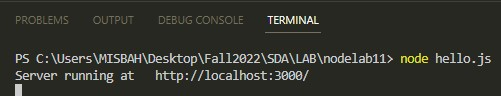 PROBLEMS OUTPUT DEBUG CONSOLE TERMINAL
PS C:\Users\MISBAH\Desktop\Fall2022\SDA\LAB\nodelab11> node hello.js
Server running at  http://localhost:3000/